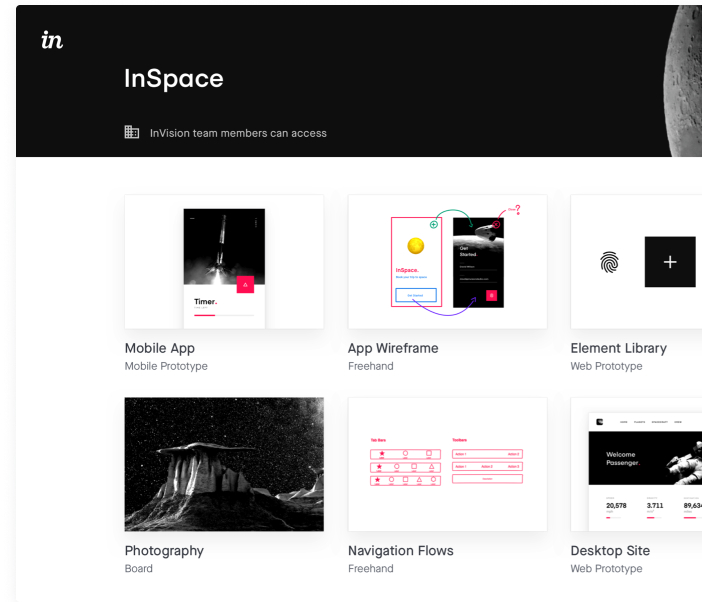 in
InSpace
InVision team members can access
Timer.
InSpace.
Get Started
Get
Started.
Mobile App
Mobile Prototype
App Wireframe
Freehand
Element Library
Web Prototype
Tab Bars
Toolbars
Welcome
Passenger.
20,578
3.711
89,634
Photography
Board
Navigation Flows
Freehand
Desktop Site
Web Prototype